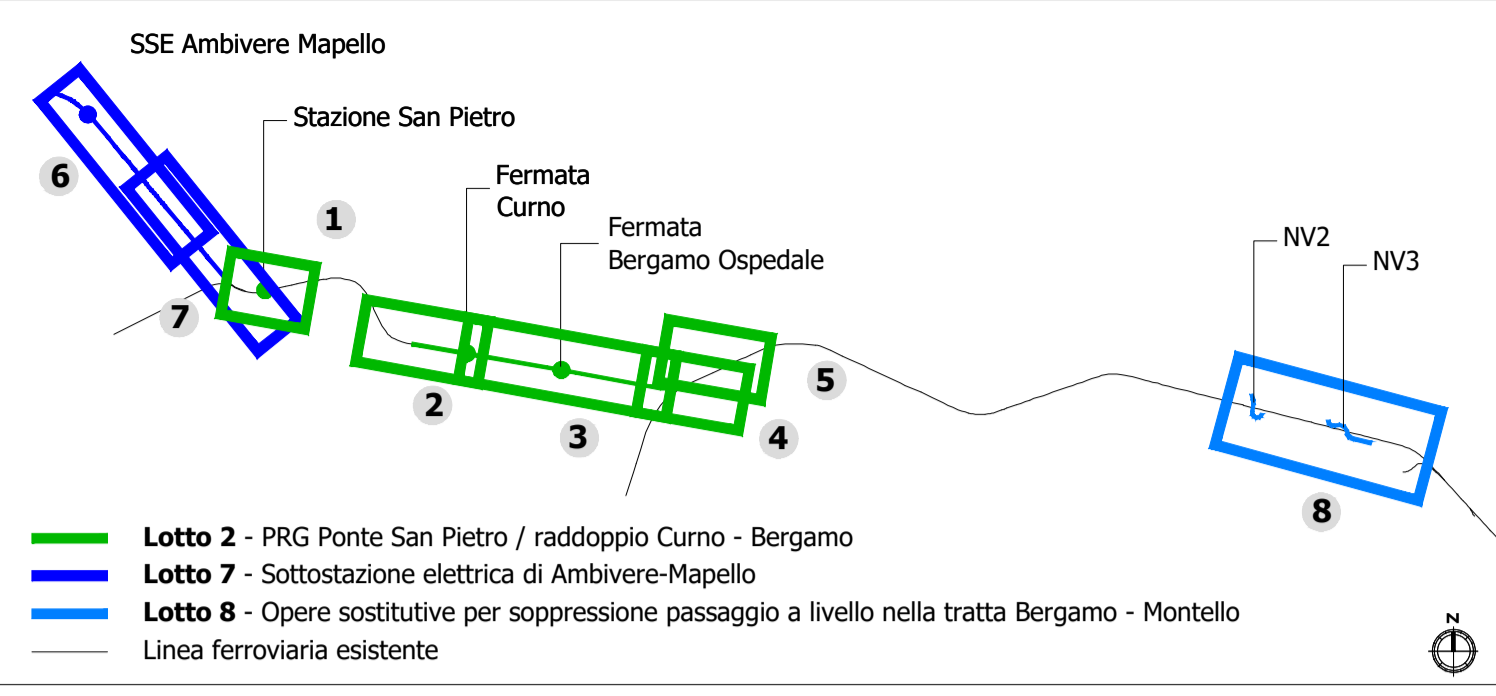 SSE Ambivere Mapello
Stazione San Pietro
6
1
Fermata
Curno
Fermata
Bergamo Ospedale
NV2
NV3
7
2
3
5
4
8
Lotto 2 - PRG Ponte San Pietro / raddoppio Curno - Bergamo
Lotto 7 - Sottostazione elettrica di Ambivere-Mapello
Lotto 8 - Opere sostitutive per soppressione passaggio a livello nella tratta Bergamo - Montello
Linea ferroviaria esistente
N